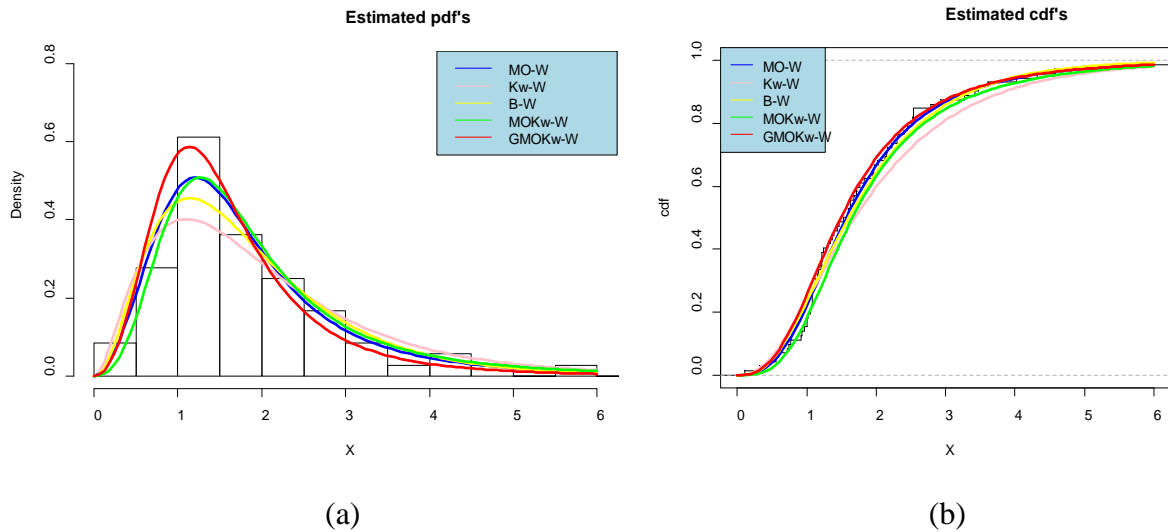 Estimated pdf's
0.8
0.6
0.4
0.2
0.0
Density
MO-W
Kw-W
B-W
MOKw-W
GMOKw-W
0 1 2 3 4 5 6
X
(a)
Estimated cdf's
1.0
0.8
0.6
0.4
0.2
0.0
cdf
MO-W
Kw-W
B-W
MOKw-W
GMOKw-W
0 1 2 3 4 5 6
X
(b)